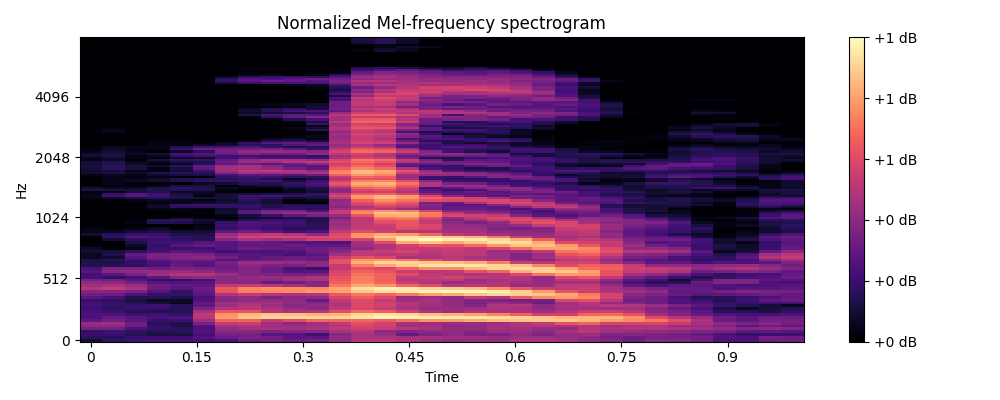 Normalized Mel-frequency spectrogram
Hz
4096
2048
1024
512
0
0 0.15 0.3 0.45 0.6 0.75 0.9
Time
+1 dB
+1 dB
+1 dB
+0 dB
+0 dB
+0 dB